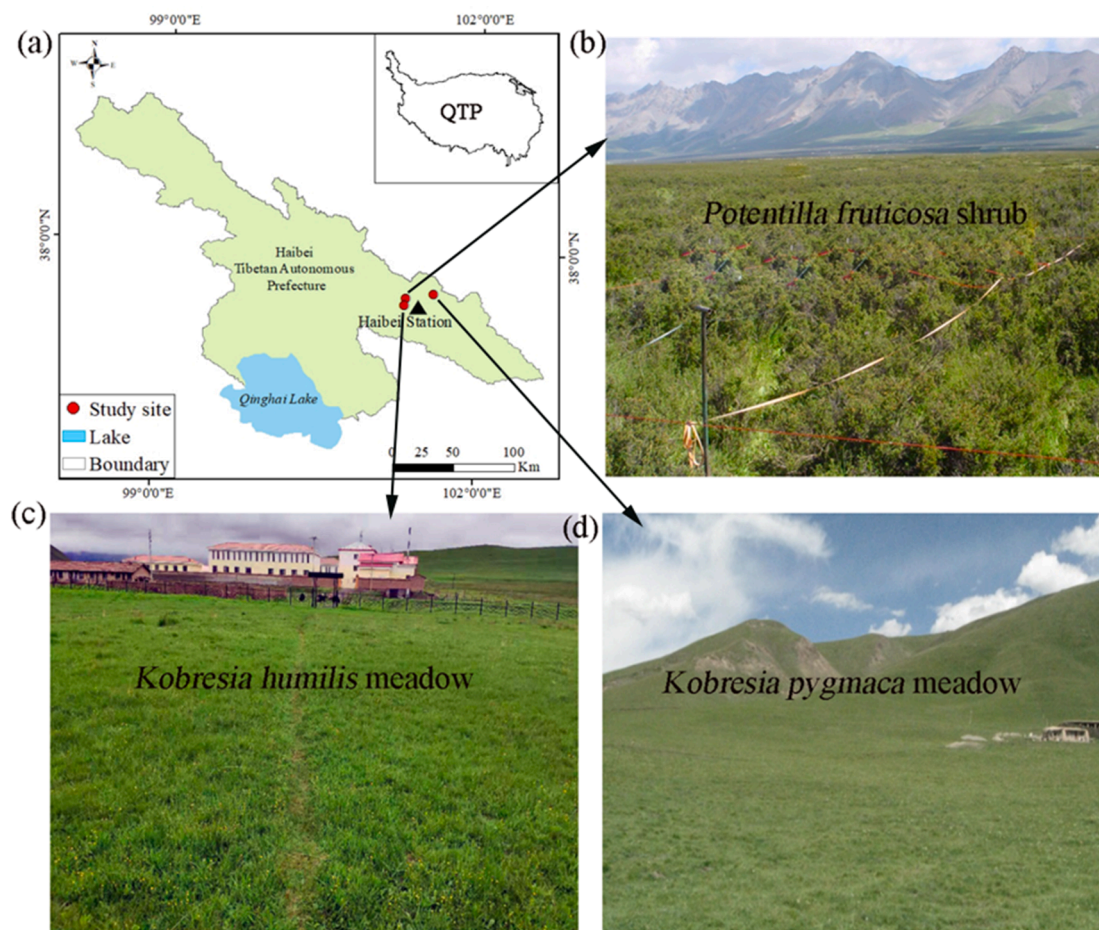 (a)
99°0'0"E
102°0'0"E
N
W
E
S
QTP
38°0'0"N
38°0'0"N
Haibei
Tibetan Autonomous
Prefecture
Haibei Station
Qinghai Lake
Study site
Lake
Boundary
0 25 50 100
Km
99°0'0"E
102°0'0"E
(b)
Potentilla fruticosa shrub
(c)
Kobresia humilis meadow
(d)
Kobresia pygmaca meadow